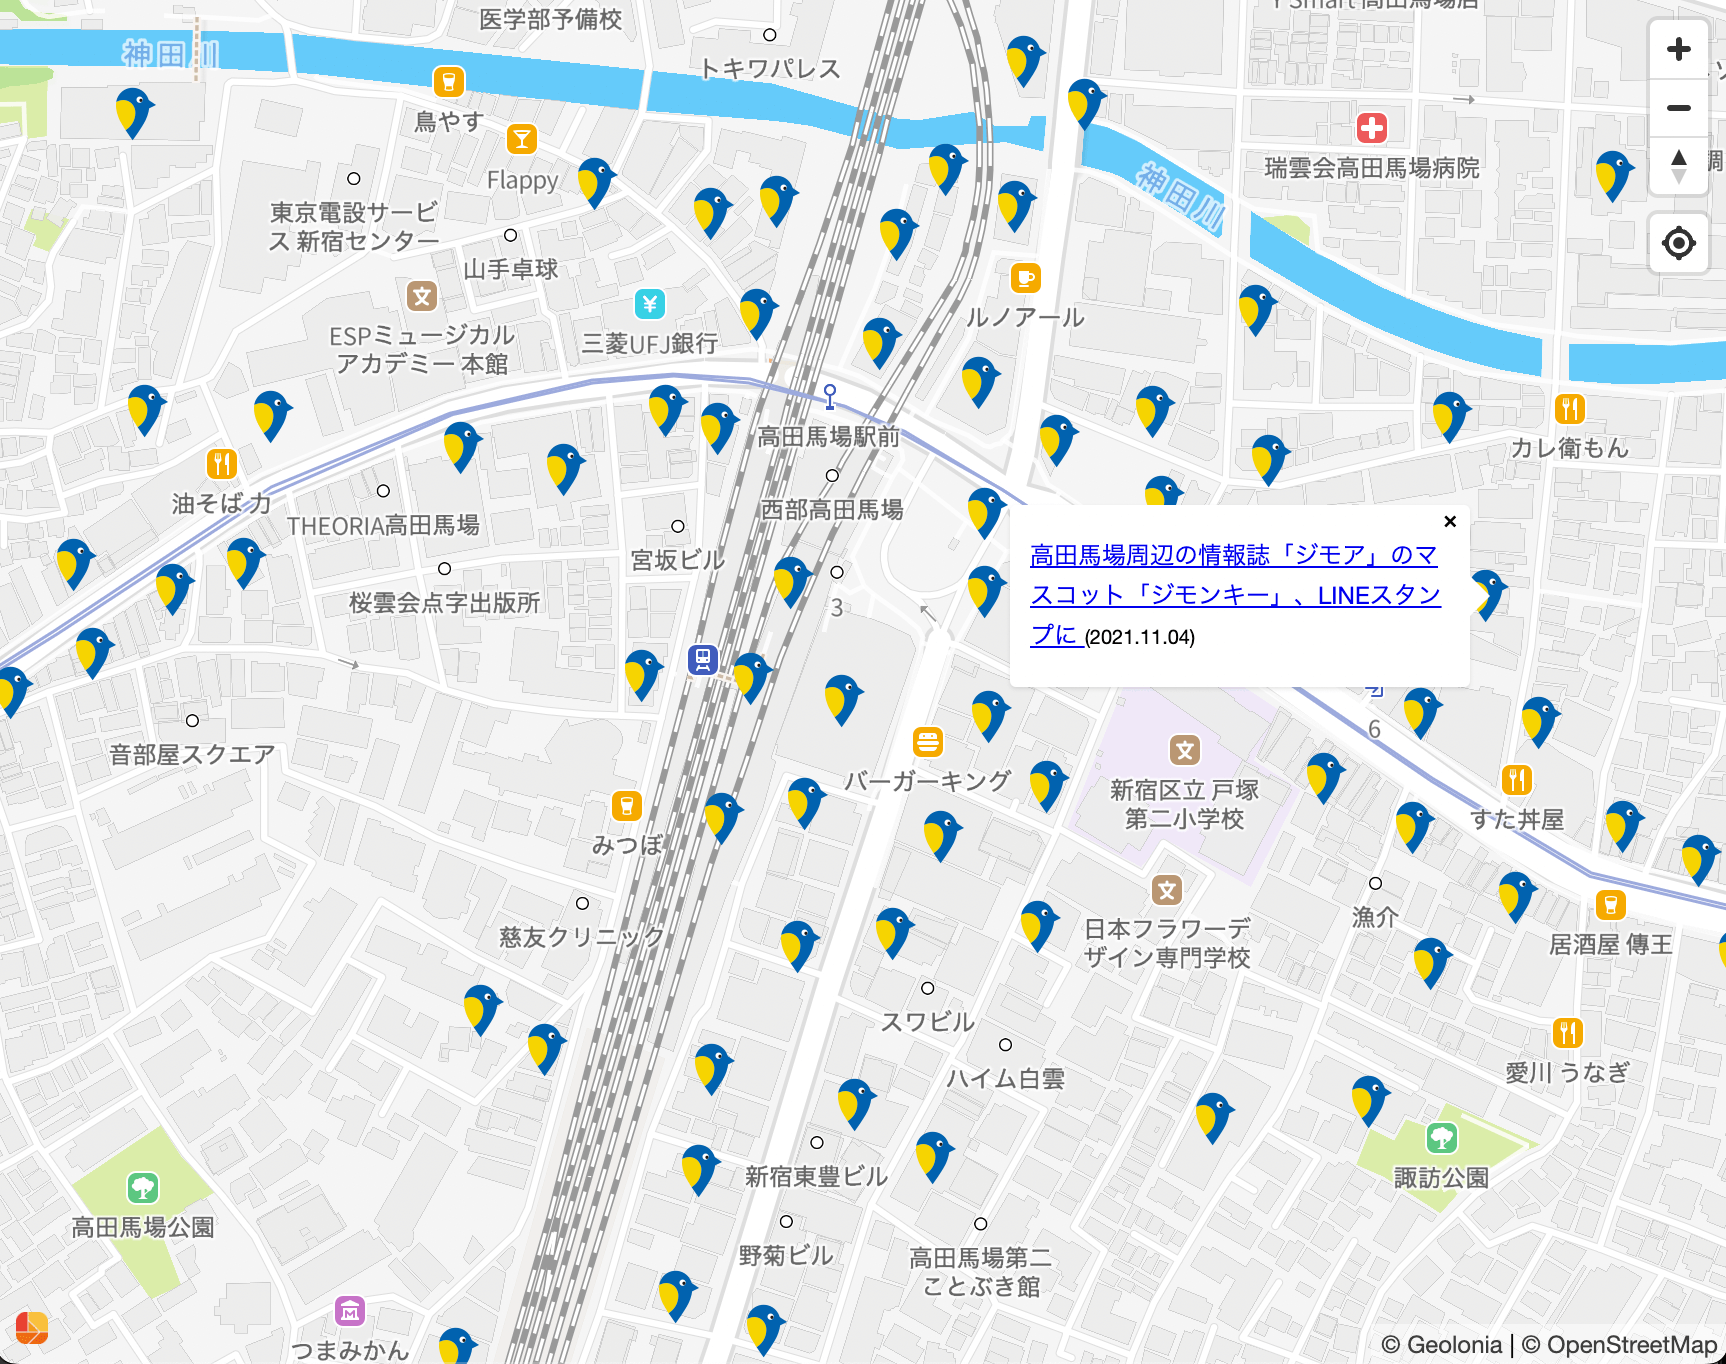 医学部予備校
Y'Smart 高田馬場店
神田川
トキワパレス
鳥やす
Flappy
瑞雲会高田馬場病院
調
神田川
東京電設サービ
ス 新宿センター
山手卓球
ルノアール
ESPミュージカル
アカデミー 本館
三菱UFJ銀行
高田馬場駅前
カレ衛もん
油そば 力
THEORIA高田馬場
西部高田馬場
宮坂ビル
高田馬場周辺の情報誌「ジモア」のマ
スコット「ジモンキー」、LINEスタン
プに (2021.11.04)
桜雲会点字出版所
3
6
音部屋スクエア
バーガーキング
新宿区立 戸塚
第二小学校
すた丼屋
みつぼ
慈友クリニック
日本フラワーデ
ザイン専門学校
漁介
居酒屋 傳王
スワビル
ハイム白雲
愛川 うなぎ
新宿東豊ビル
諏訪公園
高田馬場公園
野菊ビル
高田馬場第二
ことぶき館
つまみかん
© Geolonia | © OpenStreetMap